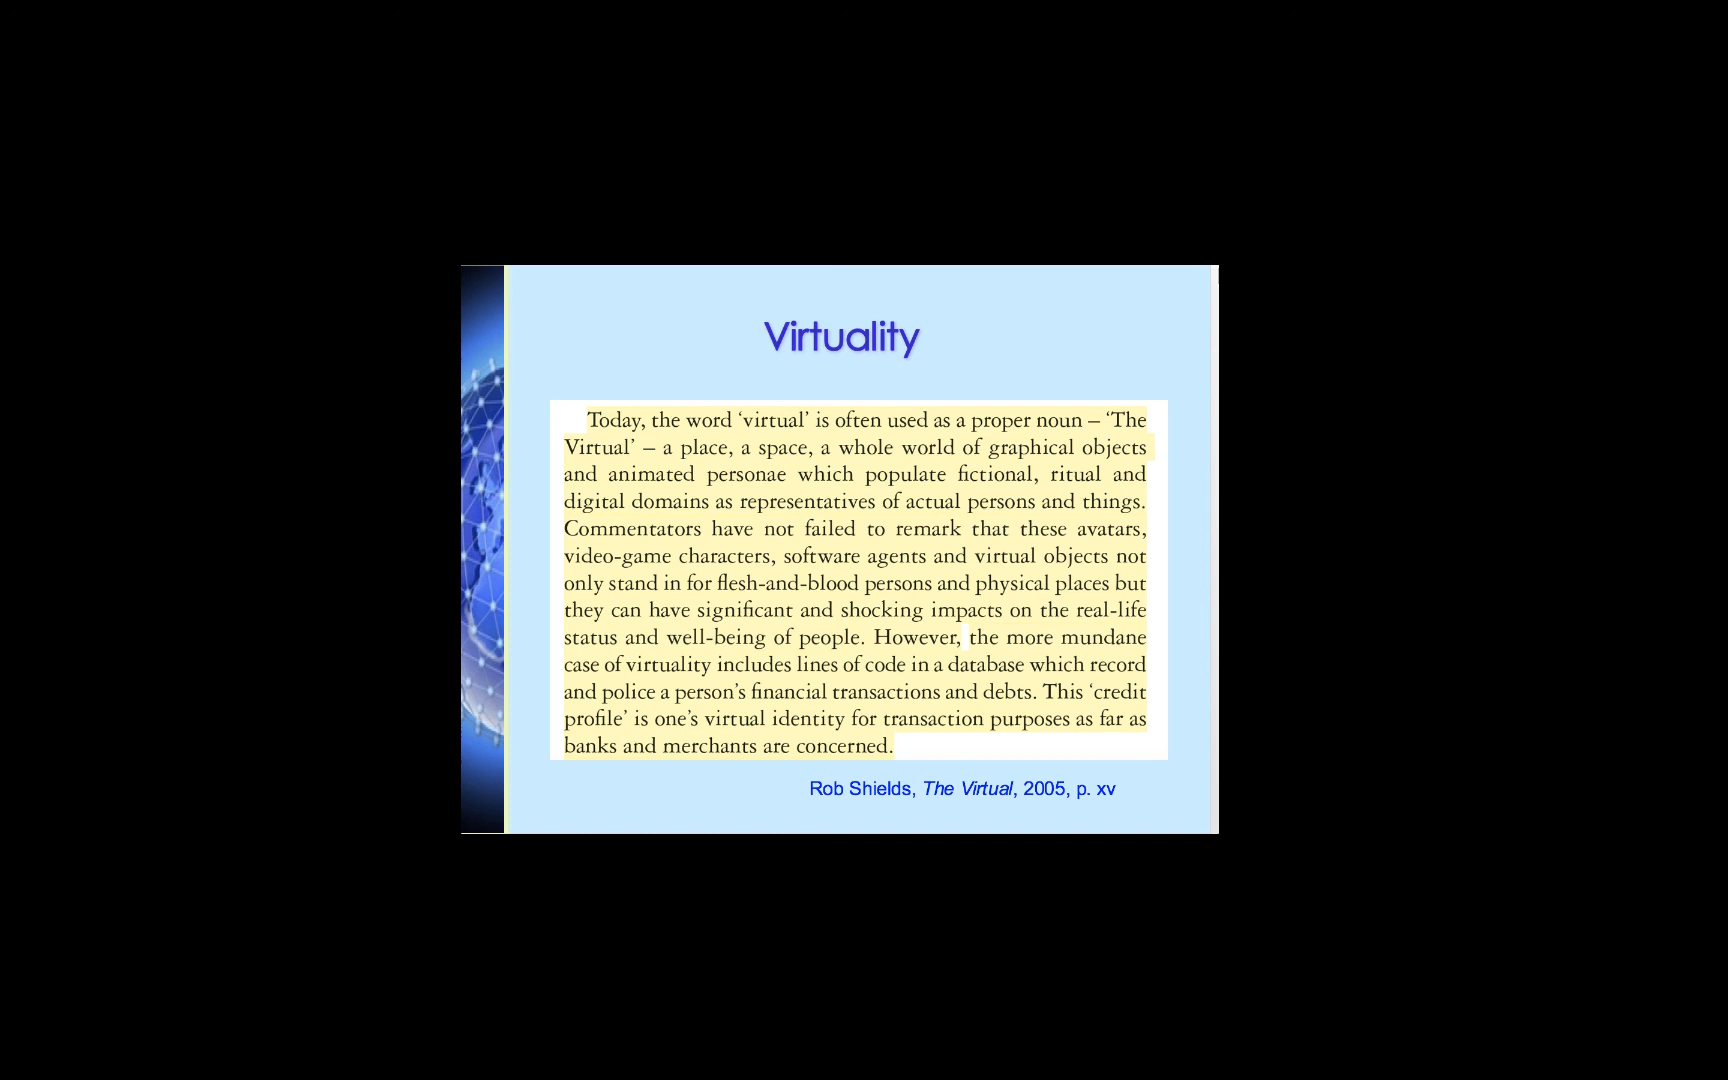 Virtuality
Today, the word ‘virtual’ is often used as a proper noun – ‘The
Virtual’ – a place, a space, a whole world of graphical objects
and animated personae which populate fictional, ritual and
digital domains as representatives of actual persons and things.
Commentators have not failed to remark that these avatars,
video-game characters, software agents and virtual objects not
only stand in for flesh-and-blood persons and physical places but
they can have significant and shocking impacts on the real-life
status and well-being of people. However, the more mundane
case of virtuality includes lines of code in a database which record
and police a person’s financial transactions and debts. This ‘credit
profile’ is one’s virtual identity for transaction purposes as far as
banks and merchants are concerned.
Rob Shields, The Virtual, 2005, p. xv